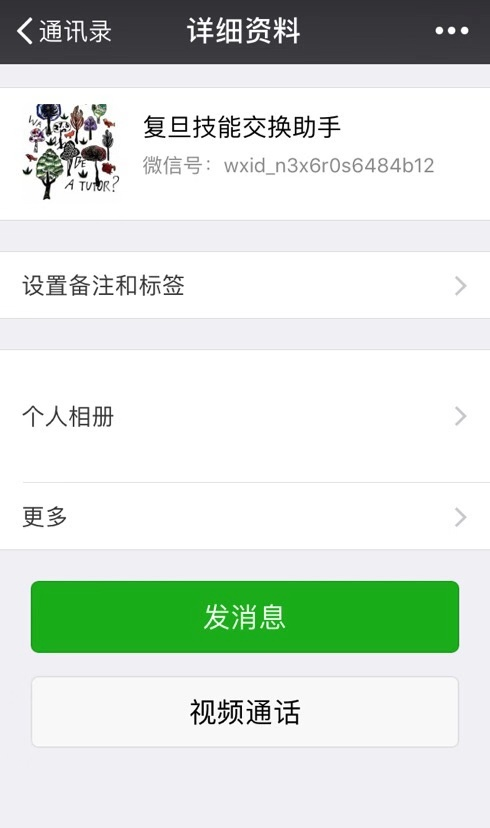 通讯录
详细资料
复旦技能交换助手
微信号：wxid_n3x6r0s6484b12
设置备注和标签
个人相册
更多
发消息
视频通话
A TUTOR?